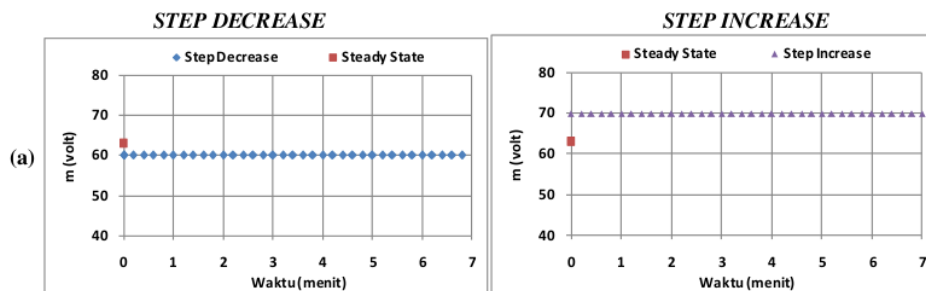 STEP DECREASE
STEP INCREASE
(a)
Step Decrease Steady State
m (volt)
80
70
60
50
40
0 1 2 3 4 5 6 7
Waktu (menit)
Steady State Step Increase
m (volt)
80
70
60
50
40
0 1 2 3 4 5 6 7
Waktu (menit)